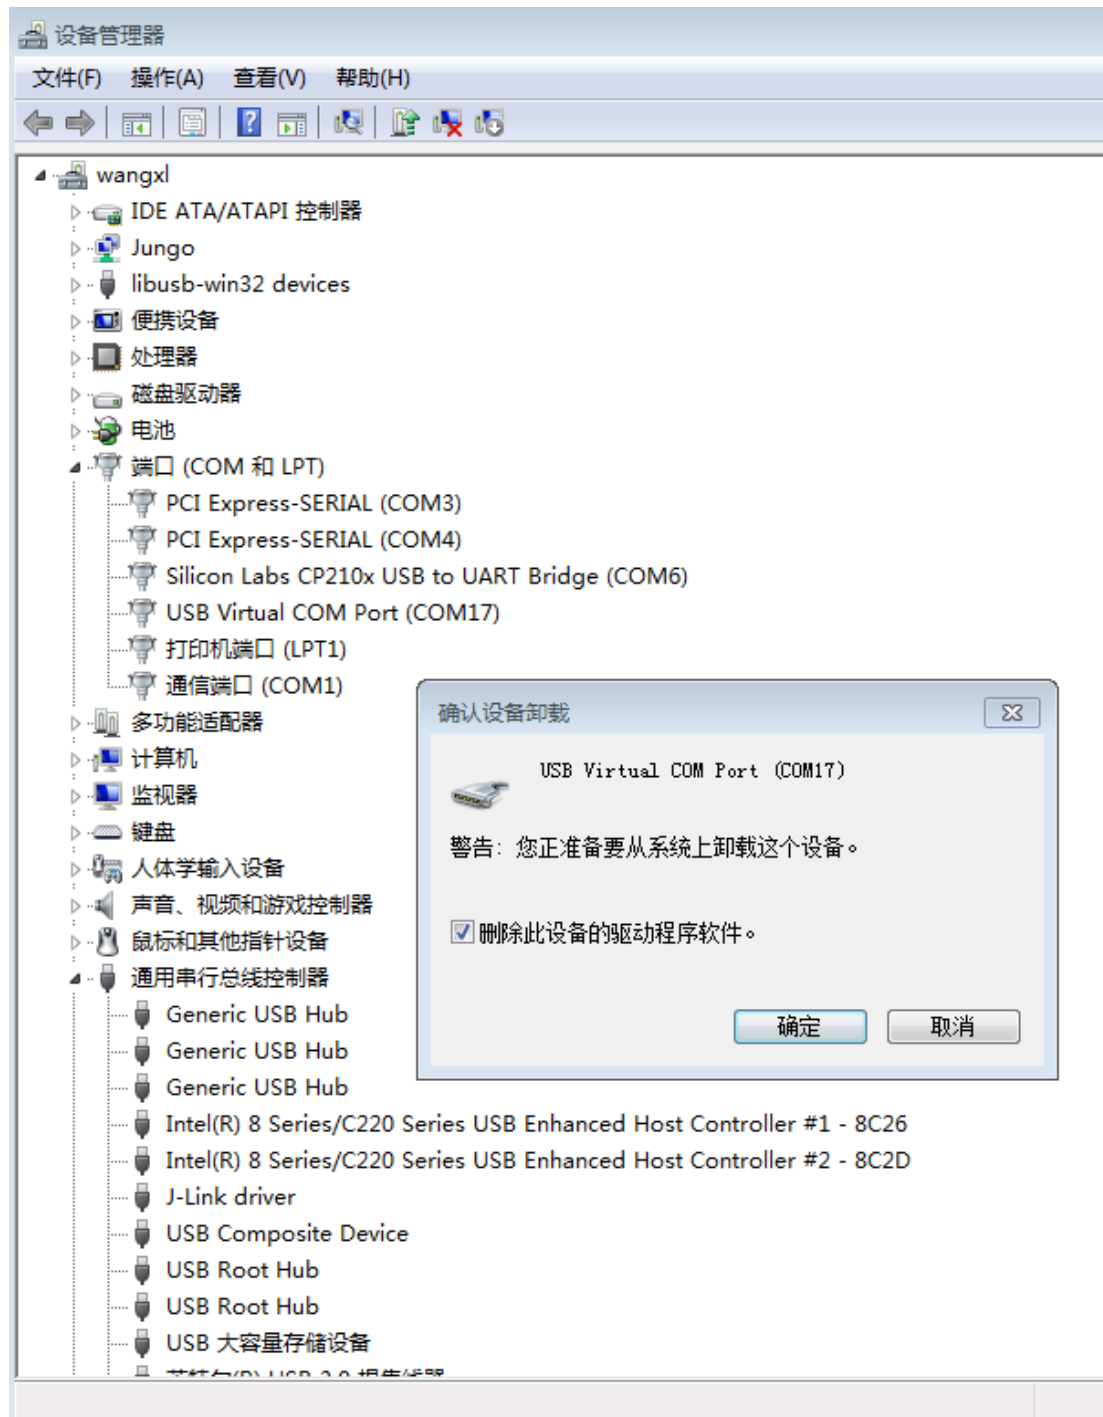 设备管理器
文件(F) 操作(A) 查看(V) 帮助(H)
wangxl
IDE ATA/ATAPI 控制器
Jungo
libusb-win32 devices
便携设备
处理器
磁盘驱动器
电池
端口 (COM 和 LPT)
PCI Express-SERIAL (COM3)
PCI Express-SERIAL (COM4)
Silicon Labs CP210x USB to UART Bridge (COM6)
USB Virtual COM Port (COM17)
打印机端口 (LPT1)
通信端口 (COM1)
多功能适配器
计算机
监视器
键盘
人体学输入设备
声音、视频和游戏控制器
鼠标和其他指针设备
通用串行总线控制器
Generic USB Hub
Generic USB Hub
Generic USB Hub
Intel(R) 8 Series/C220 Series USB Enhanced Host Controller #1 - 8C26
Intel(R) 8 Series/C220 Series USB Enhanced Host Controller #2 - 8C2D
J-Link driver
USB Composite Device
USB Root Hub
USB Root Hub
USB 大容量存储设备
确认设备卸载
USB Virtual COM Port (COM17)
警告: 您正准备要从系统上卸载这个设备。
删除此设备的驱动程序软件。
确定 取消